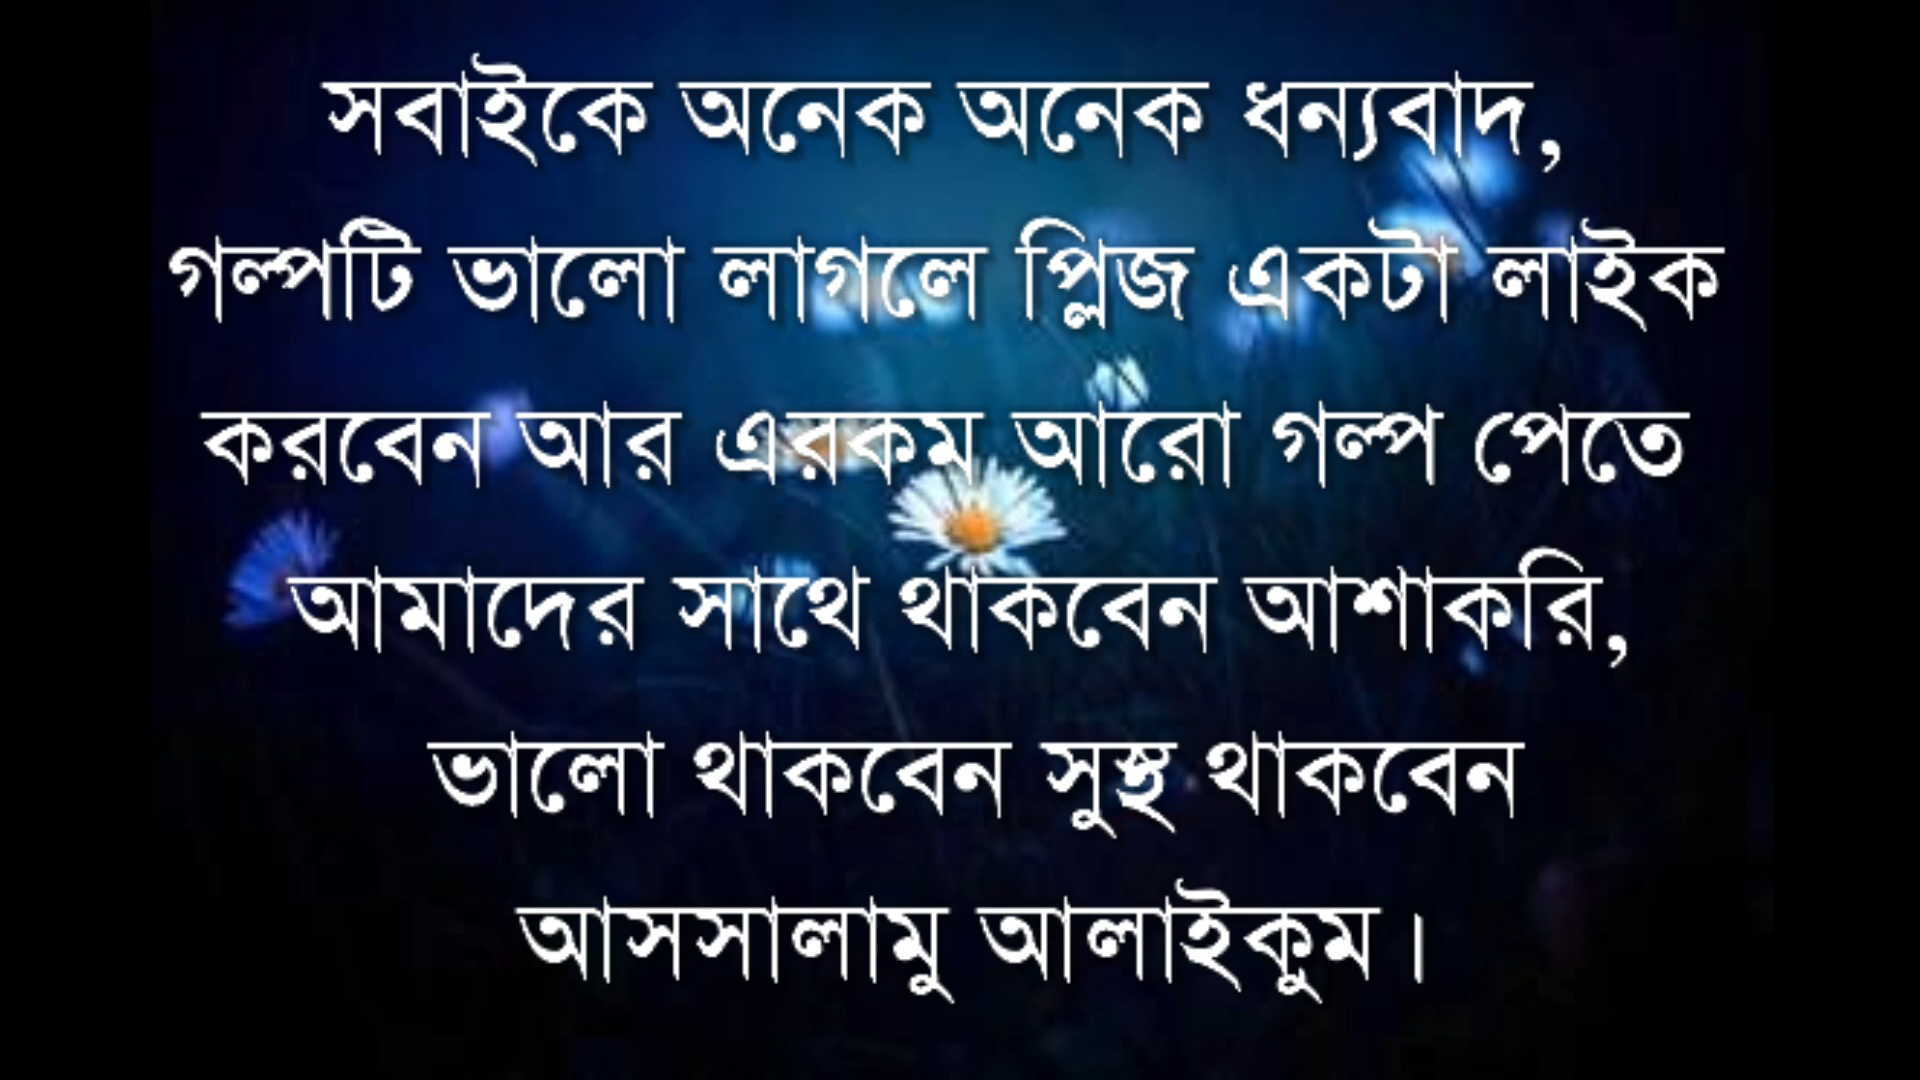 সবাইকে অনেক অনেক ধন্যবাদ,
গল্পটি ভালো লাগলে প্লিজ একটা লাইক
করবেন আর এরকম আরো গল্প পেতে
আমাদের সাথে থাকবেন আশাকরি,
ভালো থাকবেন সুস্থ থাকবেন
আসসালামু আলাইকুম।